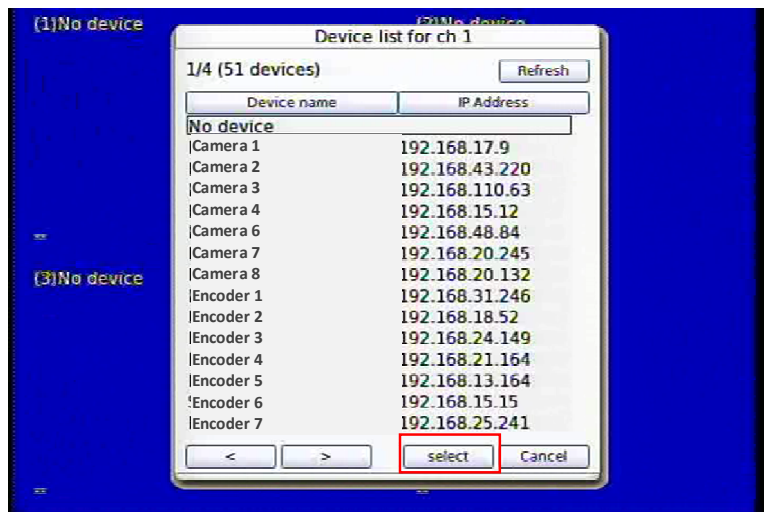 (1)No device
(2)No device
Device list for ch 1
1/4 (51 devices)
Refresh
Device name IP Address
No device
Camera 1 192.168.17.9
Camera 2 192.168.43.220
Camera 3 192.168.110.63
Camera 4 192.168.15.12
Camera 6 192.168.48.84
Camera 7 192.168.20.245
Camera 8 192.168.20.132
Encoder 1 192.168.31.246
Encoder 2 192.168.18.52
Encoder 3 192.168.24.149
Encoder 4 192.168.21.164
Encoder 5 192.168.13.164
Encoder 6 192.168.15.15
Encoder 7 192.168.25.241
< > select Cancel
--
(3)No device
--
--